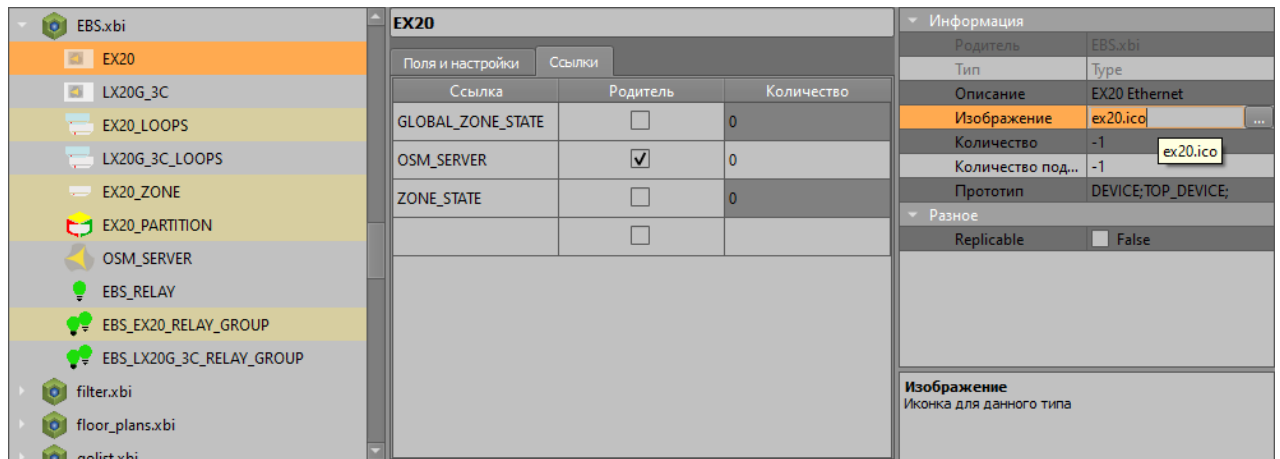 EBS.xbi
EX20
LX20G_3C
EX20_LOOPS
LX20G_3C_LOOPS
EX20_ZONE
EX20_PARTITION
OSM_SERVER
EBS_RELAY
EBS_EX20_RELAY_GROUP
EBS_LX20G_3C_RELAY_GROUP
filter.xbi
floor_plans.xbi
EX20
Поля и настройки Ссылки
Ссылка Родитель Количество
GLOBAL_ZONE_STATE 0
OSM_SERVER 0
ZONE_STATE 0
Информация
Родитель EBS.xbi
Тип Type
Описание EX20 Ethernet
Изображение ex20.ico ...
Количество -1
ex20.ico
Количество под... -1
Прототип DEVICE;TOP_DEVICE;
Разное
Replicable False
Изображение
Иконка для данного типа